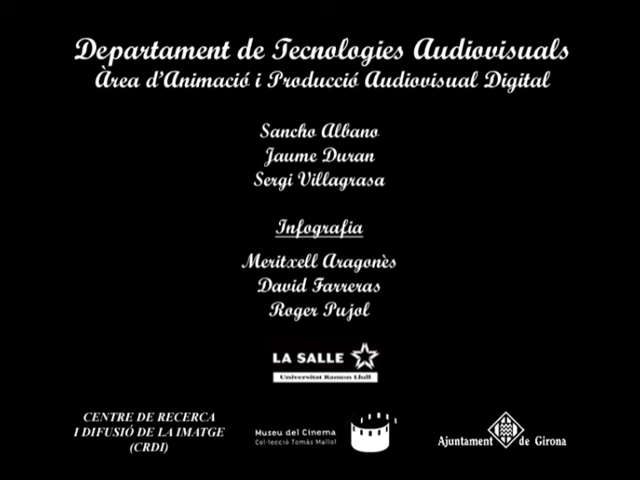 Departament de Tecnologies Audiovisuals
Àrea d'Animació i Producció Audiovisual Digital
Sancho Albano
Jaume Duran
Sergi Villagrasa
Infografia
Meritxell Aragonès
David Farreras
Roger Pujol
LA SALLE
Universitat Ramon Llull
CENTRE DE RECERCA
I DIFUSIÓ DE LA IMATGE
(CRDI)
Museu del Cinema
Col·lecció Tomàs Mallol
Ajuntament de Girona